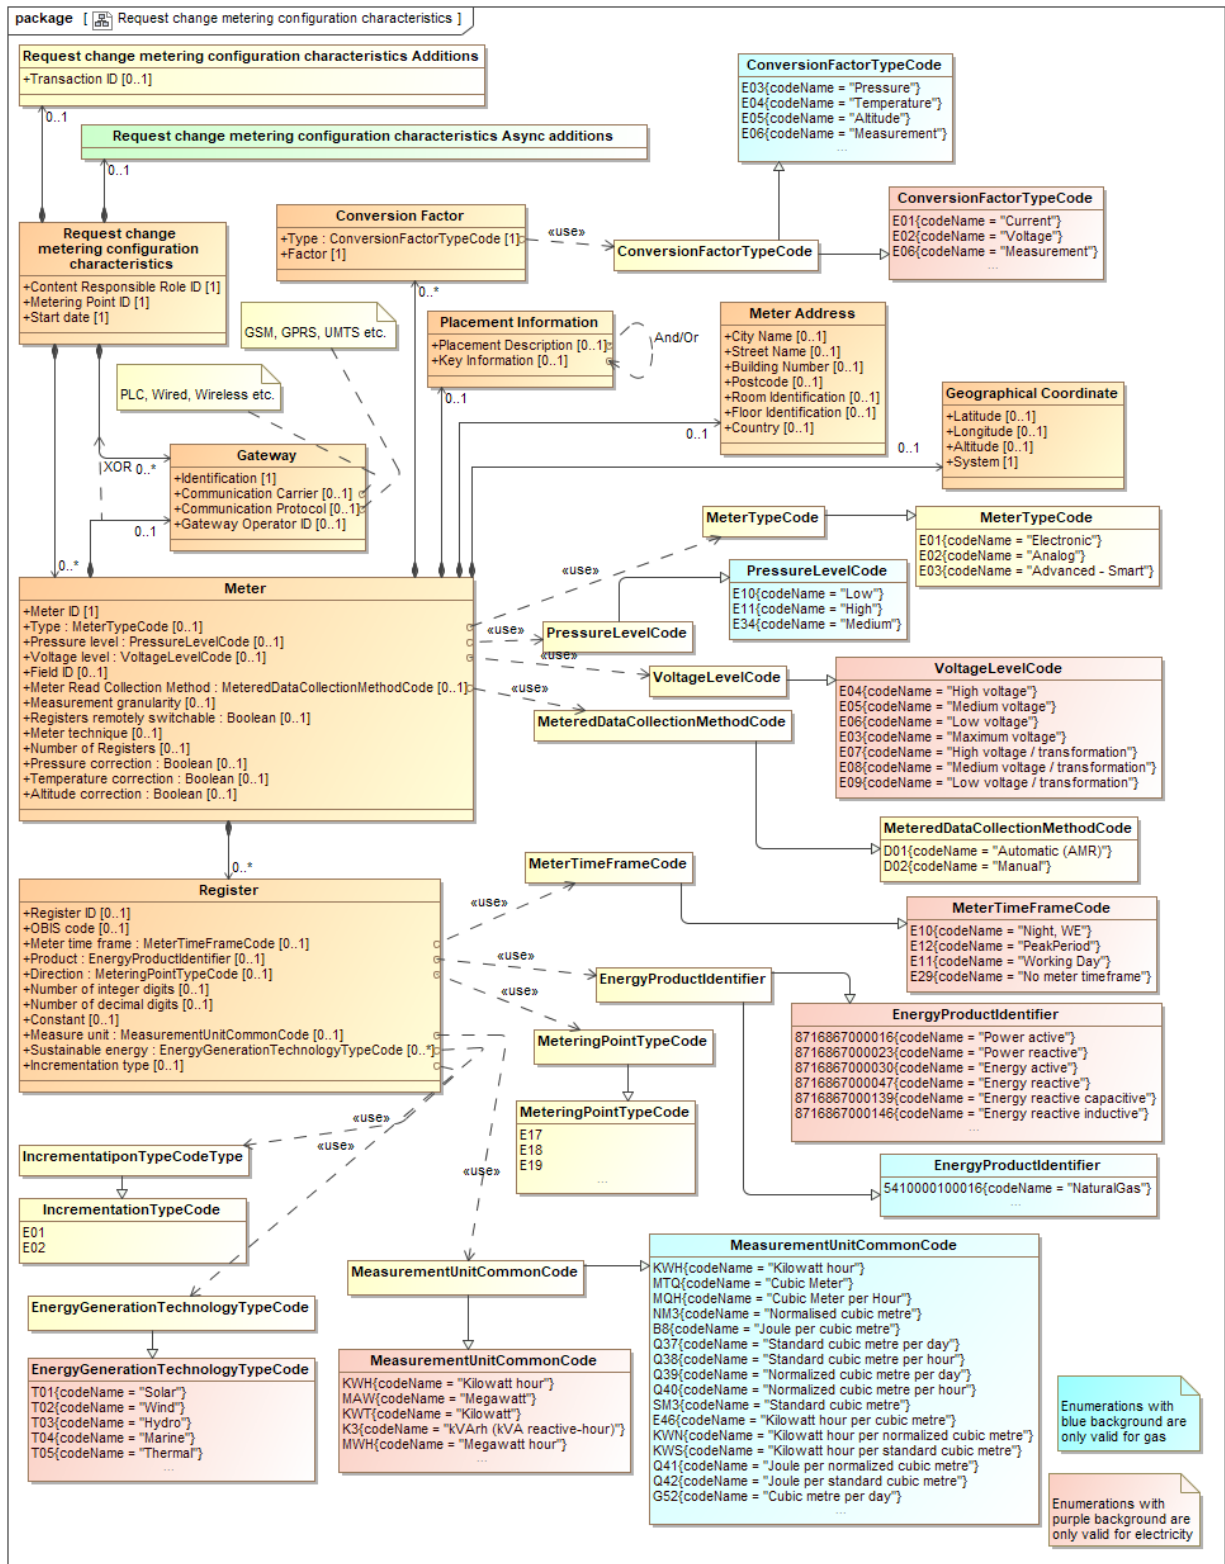 package [ Request change metering configuration characteristics ]
Request change metering configuration characteristics Additions
+Transaction ID [0..1]
0..1
Request change metering configuration characteristics Async additions
0..1
ConversionFactorTypeCode
E03{codeName = "Pressure"}
E04{codeName = "Temperature"}
E05{codeName = "Altitude"}
E06{codeName = "Measurement"}
...
Request change
metering configuration
characteristics
+Content Responsible Role ID [1]
+Metering Point ID [1]
+Start date [1]
Conversion Factor
+Type : ConversionFactorTypeCode [1]
+Factor [1]
«use»
ConversionFactorTypeCode
ConversionFactorTypeCode
E01{codeName = "Current"}
E02{codeName = "Voltage"}
E06{codeName = "Measurement"}
...
0..*
GSM, GPRS, UMTS etc.
PLC, Wired, Wireless etc.
Placement Information
+Placement Description [0..1]
+Key Information [0..1]
And/Or
0..1
Meter Address
+City Name [0..1]
+Street Name [0..1]
+Building Number [0..1]
+Postcode [0..1]
+Room Identification [0..1]
+Floor Identification [0..1]
+Country [0..1]
0..1
Geographical Coordinate
+Latitude [0..1]
+Longitude [0..1]
+Altitude [0..1]
+System [1]
0..1
XOR
0..*
Gateway
+Identification [1]
+Communication Carrier [0..1]
+Communication Protocol [0..1]
+Gateway Operator ID [0..1]
0..1
0..*
Meter
+Meter ID [1]
+Type : MeterTypeCode [0..1]
+Pressure level : PressureLevelCode [0..1]
+Voltage level : VoltageLevelCode [0..1]
+Field ID [0..1]
+Meter Read Collection Method : MeteredDataCollectionMethodCode [0..1]
+Measurement granularity [0..1]
+Registers remotely switchable : Boolean [0..1]
+Meter technique [0..1]
+Number of Registers [0..1]
+Pressure correction : Boolean [0..1]
+Temperature correction : Boolean [0..1]
+Altitude correction : Boolean [0..1]
«use»
MeterTypeCode
MeterTypeCode
E01{codeName = "Electronic"}
E02{codeName = "Analog"}
E03{codeName = "Advanced - Smart"}
«use»
PressureLevelCode
PressureLevelCode
E10{codeName = "Low"}
E11{codeName = "High"}
E34{codeName = "Medium"}
«use»
VoltageLevelCode
VoltageLevelCode
E04{codeName = "High voltage"}
E05{codeName = "Medium voltage"}
E06{codeName = "Low voltage"}
E03{codeName = "Maximum voltage"}
E07{codeName = "High voltage / transformation"}
E08{codeName = "Medium voltage / transformation"}
E09{codeName = "Low voltage / transformation"}
«use»
MeteredDataCollectionMethodCode
MeteredDataCollectionMethodCode
D01{codeName = "Automatic (AMR)"}
D02{codeName = "Manual"}
0..*
Register
+Register ID [0..1]
+OBIS code [0..1]
+Meter time frame : MeterTimeFrameCode [0..1]
+Product : EnergyProductIdentifier [0..1]
+Direction : MeteringPointTypeCode [0..1]
+Number of integer digits [0..1]
+Number of decimal digits [0..1]
+Constant [0..1]
+Measure unit : MeasurementUnitCommonCode [0..1]
+Sustainable energy : EnergyGenerationTechnologyTypeCode [0..*]
+Incrementation type [0..1]
«use»
MeterTimeFrameCode
MeterTimeFrameCode
E10{codeName = "Night, WE"}
E12{codeName = "PeakPeriod"}
E11{codeName = "Working Day"}
E29{codeName = "No meter timeframe"}
«use»
EnergyProductIdentifier
EnergyProductIdentifier
8716867000016{codeName = "Power active"}
8716867000023{codeName = "Power reactive"}
8716867000030{codeName = "Energy active"}
8716867000047{codeName = "Energy reactive"}
8716867000139{codeName = "Energy reactive capacitive"}
8716867000146{codeName = "Energy reactive inductive"}
...
«use»
MeteringPointTypeCode
MeteringPointTypeCode
E17
E18
E19
...
EnergyProductIdentifier
5410000100016{codeName = "NaturalGas"}
...
«use»
«use»
«use»
IncrementatiponTypeCodeType
IncrementationTypeCode
E01
E02
EnergyGenerationTechnologyTypeCode
EnergyGenerationTechnologyTypeCode
T01{codeName = "Solar"}
T02{codeName = "Wind"}
T03{codeName = "Hydro"}
T04{codeName = "Marine"}
T05{codeName = "Thermal"}
...
MeasurementUnitCommonCode
MeasurementUnitCommonCode
KWH{codeName = "Kilowatt hour"}
MAW{codeName = "Megawatt"}
KWT{codeName = "Kilowatt"}
K3{codeName = "kVArh (kVA reactive-hour)"}
MWH{codeName = "Megawatt hour"}
...
MeasurementUnitCommonCode
KWH{codeName = "Kilowatt hour"}
MTQ{codeName = "Cubic Meter"}
MQH{codeName = "Cubic Meter per Hour"}
NM3{codeName = "Normalised cubic metre"}
B8{codeName = "Joule per cubic metre"}
Q37{codeName = "Standard cubic metre per day"}
Q38{codeName = "Standard cubic metre per hour"}
Q39{codeName = "Normalized cubic metre per day"}
Q40{codeName = "Normalized cubic metre per hour"}
SM3{codeName = "Standard cubic metre"}
E46{codeName = "Kilowatt hour per cubic metre"}
KWN{codeName = "Kilowatt hour per normalized cubic metre"}
KWS{codeName = "Kilowatt hour per standard cubic metre"}
Q41{codeName = "Joule per normalized cubic metre"}
Q42{codeName = "Joule per standard cubic metre"}
G52{codeName = "Cubic metre per day"}
...
Enumerations with
blue background are
only valid for gas
Enumerations with
purple background are
only valid for electricity